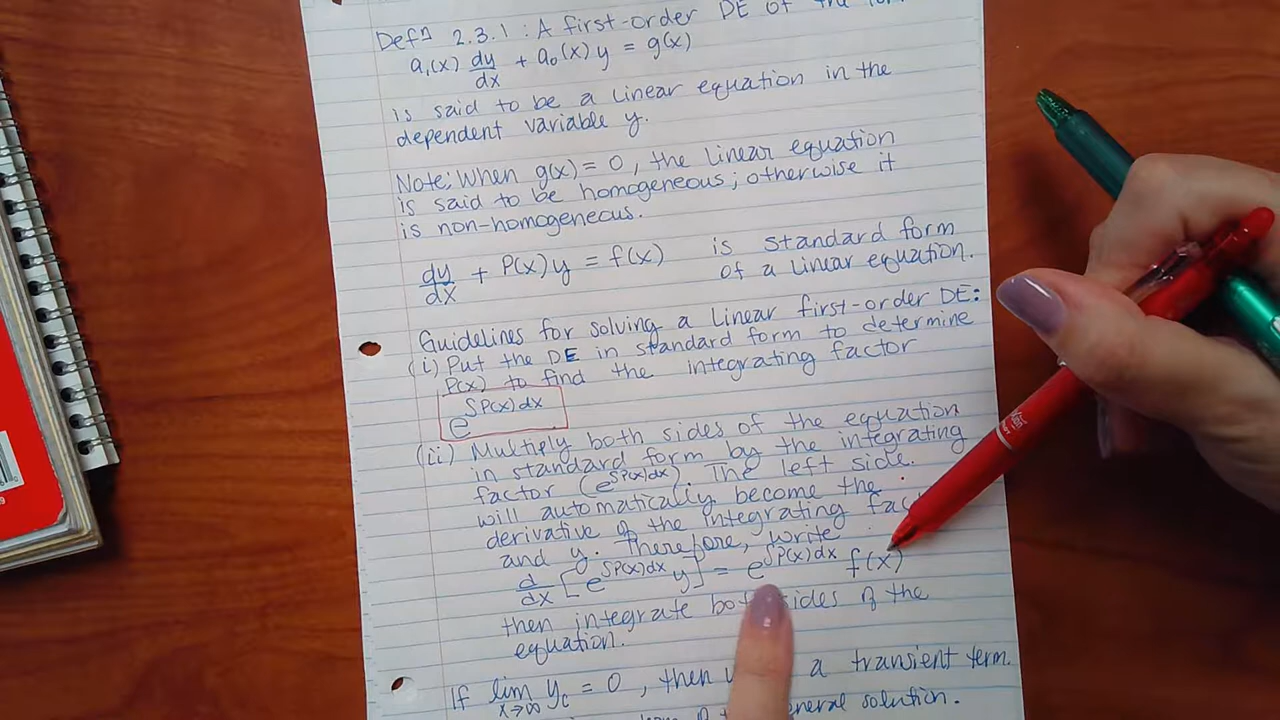 Defⁿ 2.3.1: A first-order DE of the form
a₁(x) dy/dx + a₀(x) y = g(x)
is said to be a linear equation in the
dependent variable y.
Note: When g(x) = 0, the linear equation
is said to be homogeneous; otherwise it
is non-homogeneous.
dy/dx + P(x)y = f(x) is standard form
of a linear equation.
Guidelines for solving a linear first-order DE:
(i) Put the DE in standard form to determine
P(x) to find the integrating factor
e^∫P(x)dx
(ii) Multiply both sides of the equation
in standard form by the integrating
factor (e^∫P(x)dx). The left side
will automatically become the
derivative of the integrating
and y. Therefore, write
d/dx [e^∫P(x)dx y] = e^∫P(x)dx f(x)
then integrate both sides of the
equation.
If lim x→∞ y_c = 0, then a transient term.
general solution.